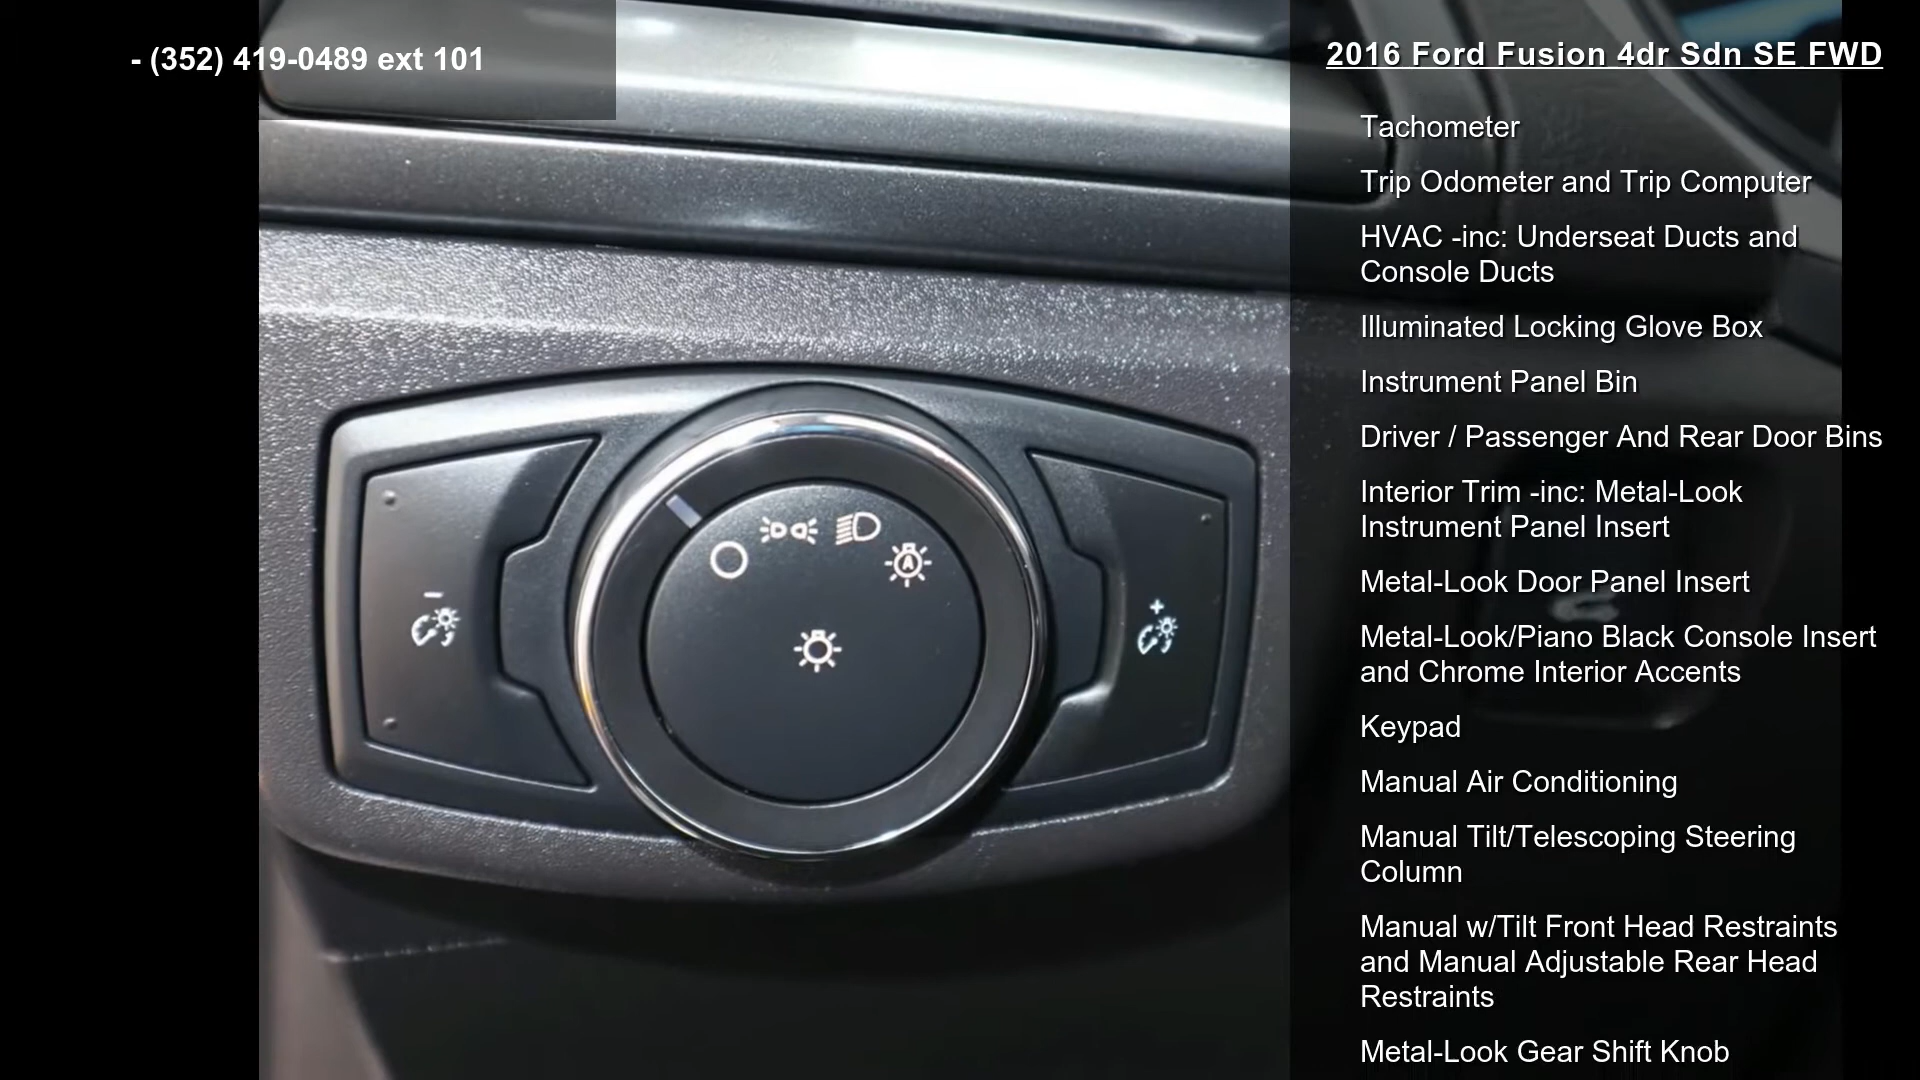 - (352) 419-0489 ext 101
2016 Ford Fusion 4dr Sdn SE FWD
Tachometer
Trip Odometer and Trip Computer
HVAC -inc: Underseat Ducts and
Console Ducts
Illuminated Locking Glove Box
Instrument Panel Bin
Driver / Passenger And Rear Door Bins
Interior Trim -inc: Metal-Look
Instrument Panel Insert
Metal-Look Door Panel Insert
Metal-Look/Piano Black Console Insert
and Chrome Interior Accents
Keypad
Manual Air Conditioning
Manual Tilt/Telescoping Steering
Column
Manual w/Tilt Front Head Restraints
and Manual Adjustable Rear Head
Restraints
Metal-Look Gear Shift Knob
A